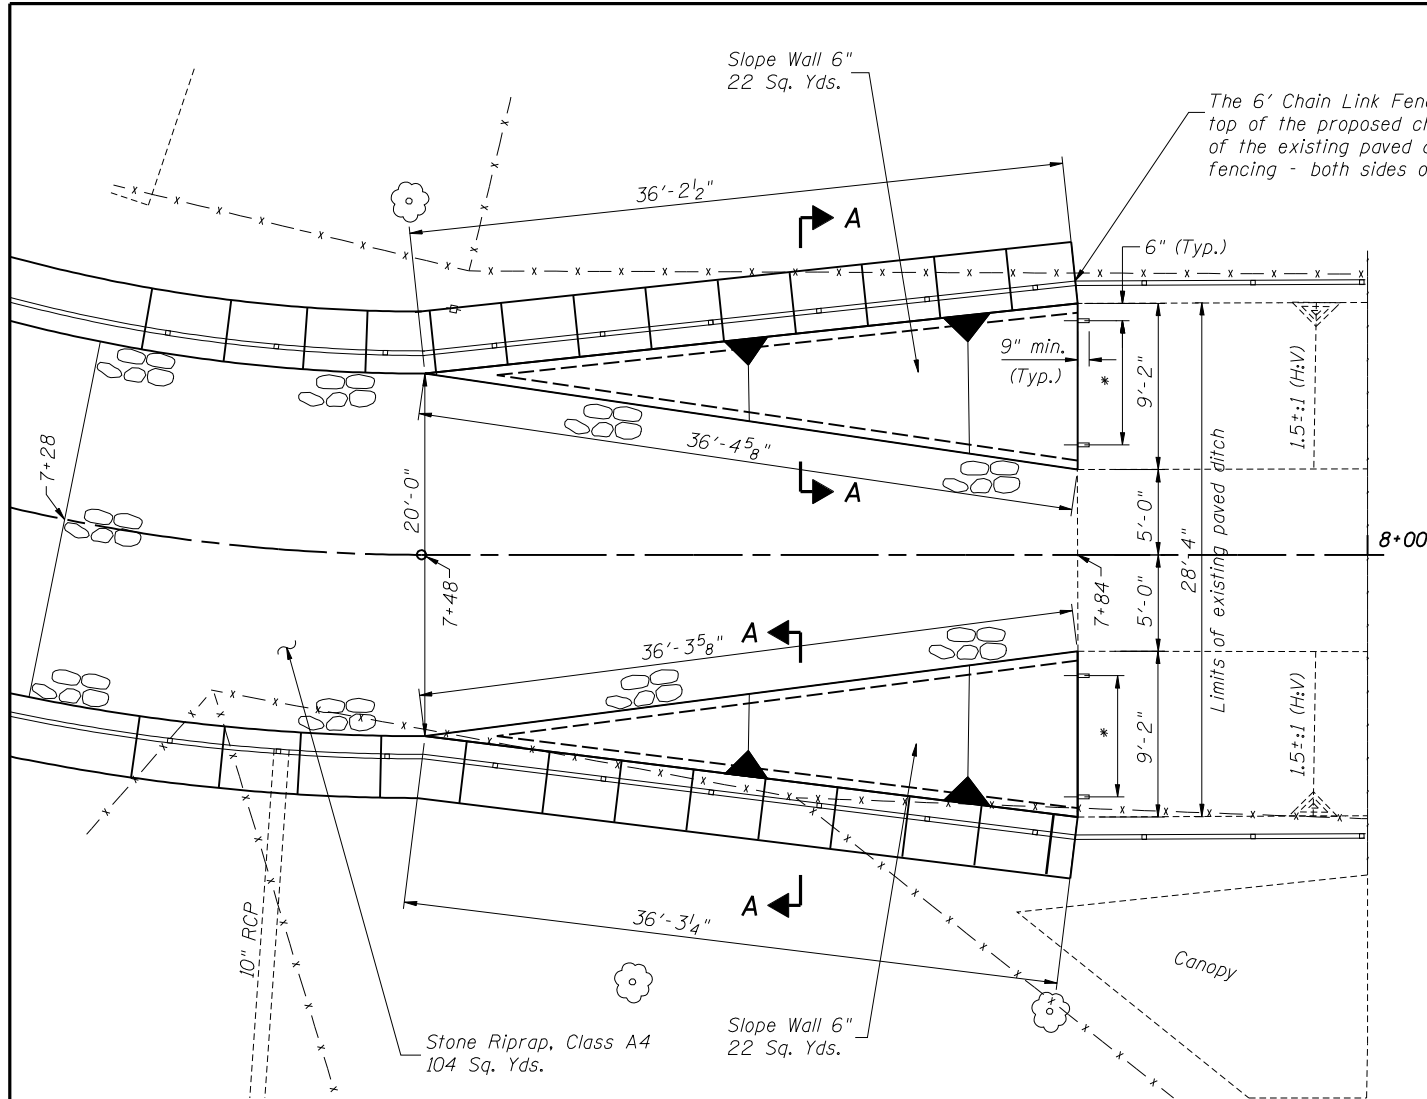 Slope Wall 6"
22 Sq. Yds.
The 6' Chain Link
top of the proposed
of the existing paved
fencing - both sides
36'-2½"
A
6" (Typ.)
9" min.
(Typ.)
*
9'-2"
1.5±:1 (H:V)
36'-4⅝"
A
7+28
20'-0"
5'-0"
28'-4"
Limits of existing paved ditch
8+00
7+48
7+84
5'-0"
A
36'-3⅝"
*
9'-2"
1.5±:1 (H:V)
A
36'-3¼"
10" RCP
Canopy
Stone Riprap, Class A4
104 Sq. Yds.
Slope Wall 6"
22 Sq. Yds.